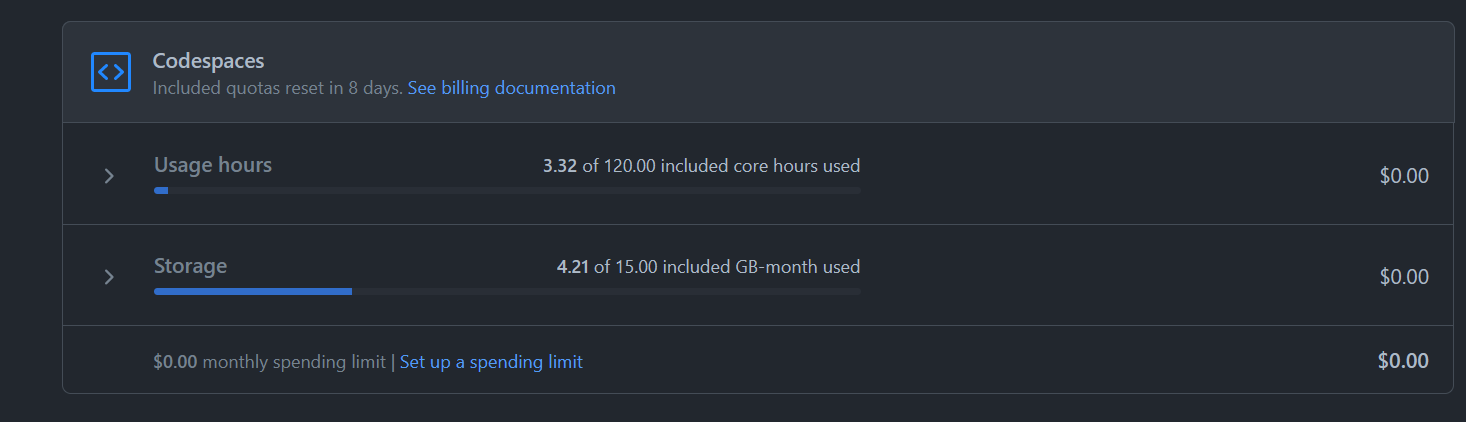 Codespaces
Included quotas reset in 8 days. See billing documentation
Usage hours 3.32 of 120.00 included core hours used $0.00
Storage 4.21 of 15.00 included GB-month used $0.00
$0.00 monthly spending limit | Set up a spending limit $0.00